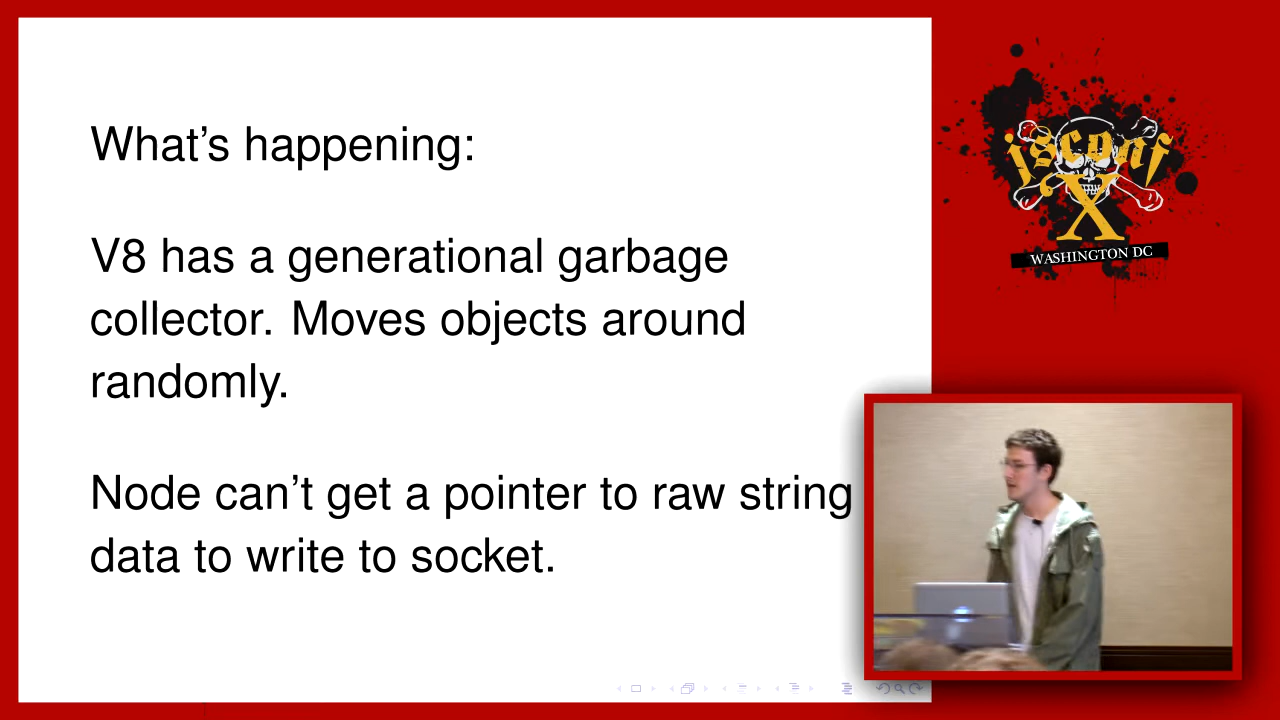 What's happening:
V8 has a generational garbage
collector. Moves objects around
randomly.
Node can't get a pointer to raw string
data to write to socket.
jsconf
X
WASHINGTON DC